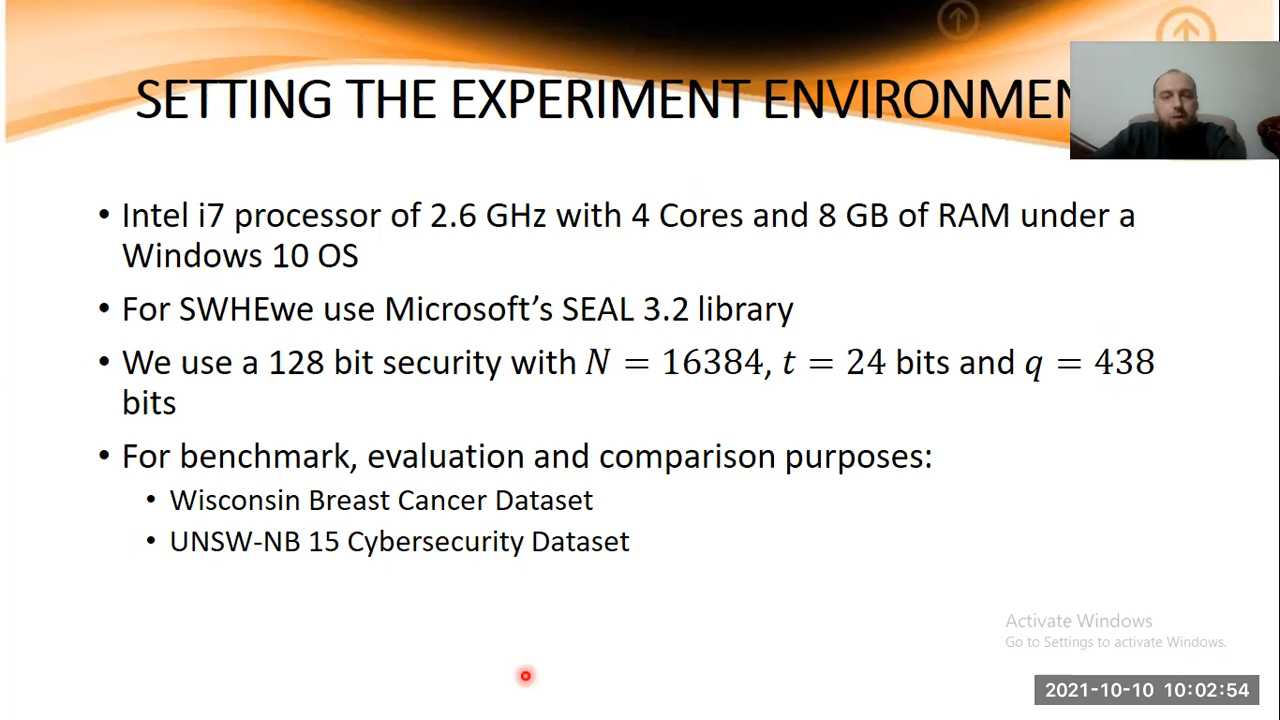 SETTING THE EXPERIMENT ENVIRONMEN
• Intel i7 processor of 2.6 GHz with 4 Cores and 8 GB of RAM under a
Windows 10 OS
• For SWHEwe use Microsoft’s SEAL 3.2 library
• We use a 128 bit security with N = 16384, t = 24 bits and q = 438
bits
• For benchmark, evaluation and comparison purposes:
• Wisconsin Breast Cancer Dataset
• UNSW-NB 15 Cybersecurity Dataset
Activate Windows
Go to Settings to activate Windows.
2021-10-10 10:02:54